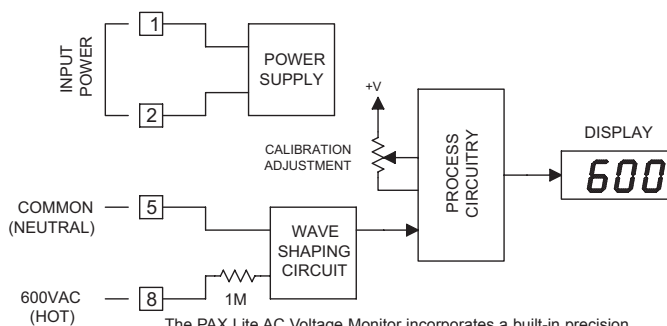 INPUT
POWER
1
2
POWER
SUPPLY
+V
CALIBRATION
ADJUSTMENT
PROCESS
CIRCUITRY
DISPLAY
600
COMMON
(NEUTRAL)
5
WAVE
SHAPING
CIRCUIT
600VAC
(HOT)
8
1M
The PAX Lite AC Voltage Monitor incorporates a built-in precision